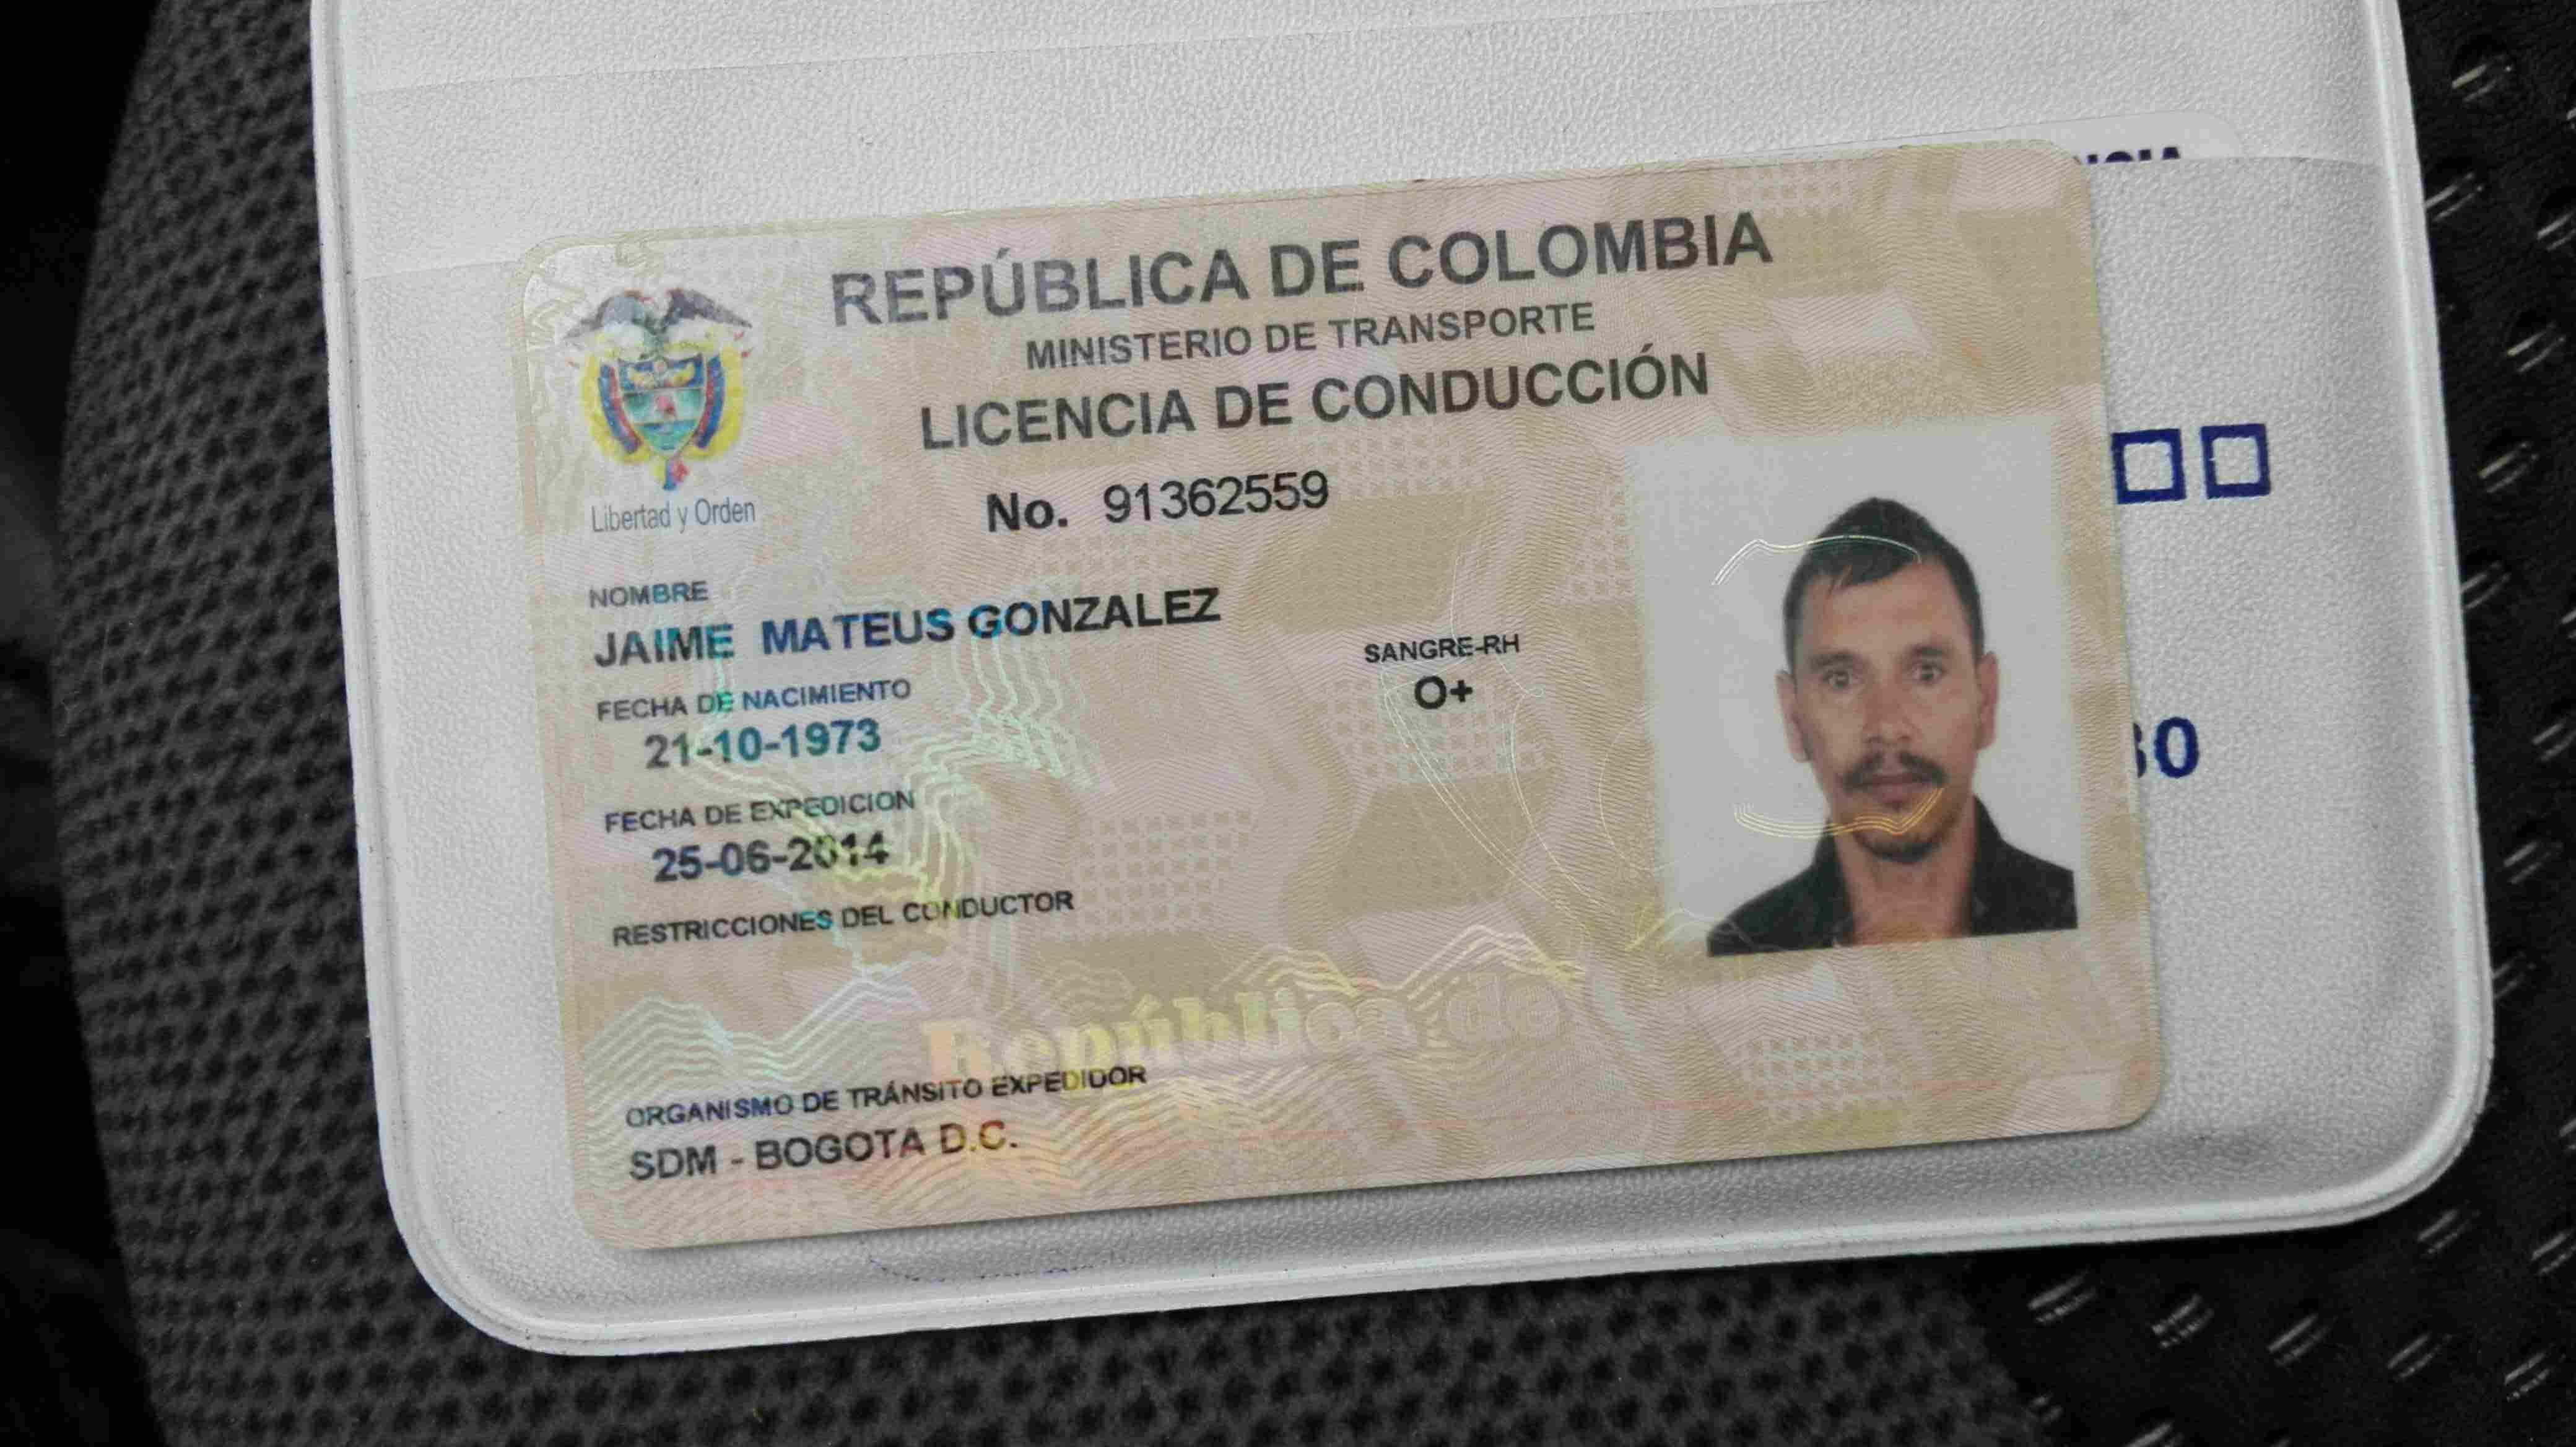 REPÚBLICA DE COLOMBIA
MINISTERIO DE TRANSPORTE
LICENCIA DE CONDUCCIÓN
No. 91362559
Libertad y Orden
NOMBRE
JAIME MATEUS GONZALEZ
SANGRE-RH
O+
FECHA DE NACIMIENTO
21-10-1973
FECHA DE EXPEDICION
25-06-2014
RESTRICCIONES DEL CONDUCTOR
República de
ORGANISMO DE TRÁNSITO EXPEDIDOR
SDM - BOGOTA D.C.